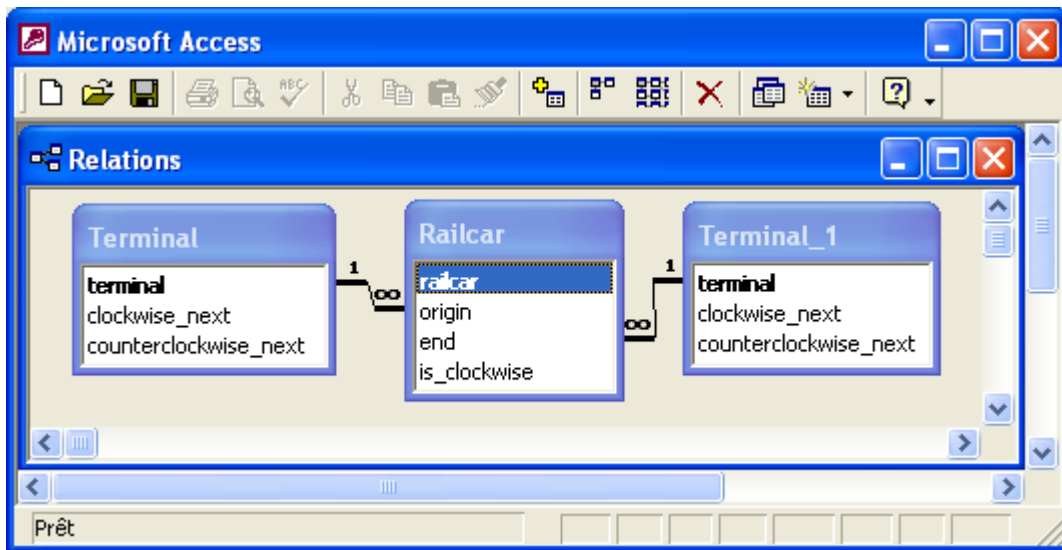 Microsoft Access
ABC
Relations
Terminal
terminal
clockwise_next
counterclockwise_next
1
∞
Railcar
railcar
origin
end
is_clockwise
1
∞
Terminal_1
terminal
clockwise_next
counterclockwise_next
Prêt